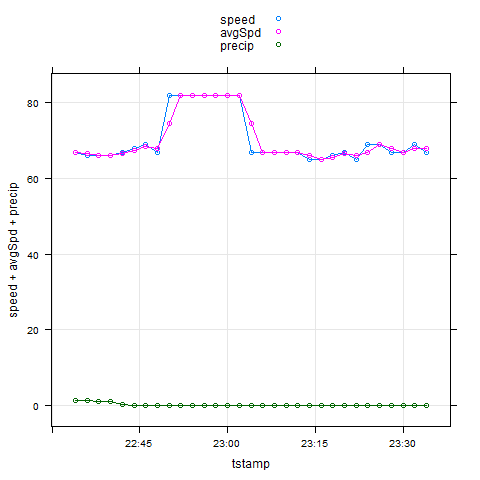 speed
avgSpd
precip
80
60
40
20
0
speed + avgSpd + precip
22:45 23:00 23:15 23:30
tstamp